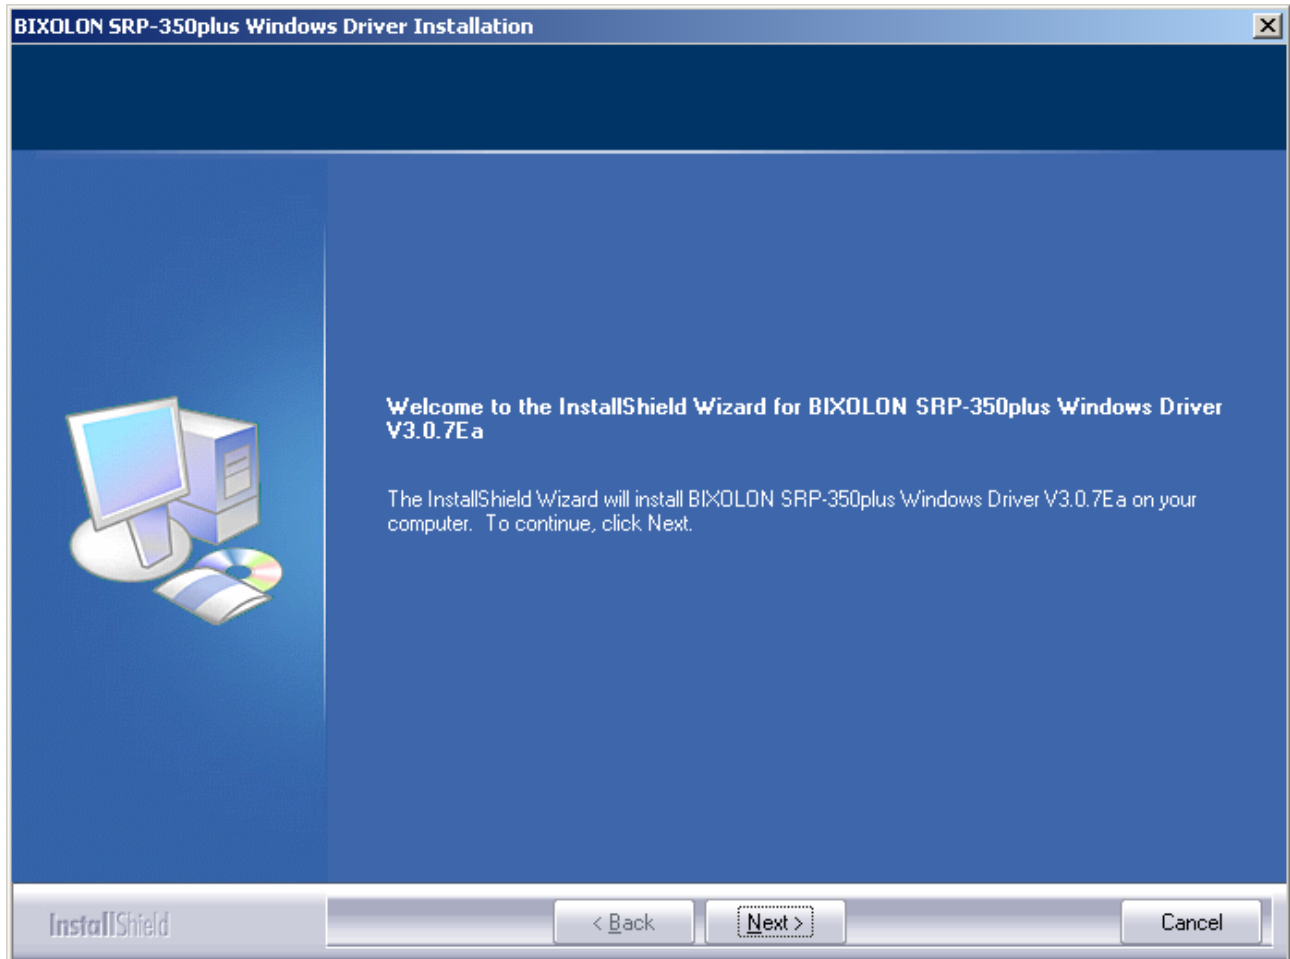 BIXOLON SRP-350plus Windows Driver Installation
Welcome to the InstallShield Wizard for BIXOLON SRP-350plus Windows Driver
V3.0.7Ea
The InstallShield Wizard will install BIXOLON SRP-350plus Windows Driver V3.0.7Ea on your
computer.  To continue, click Next.
InstallShield
< Back
Next >
Cancel